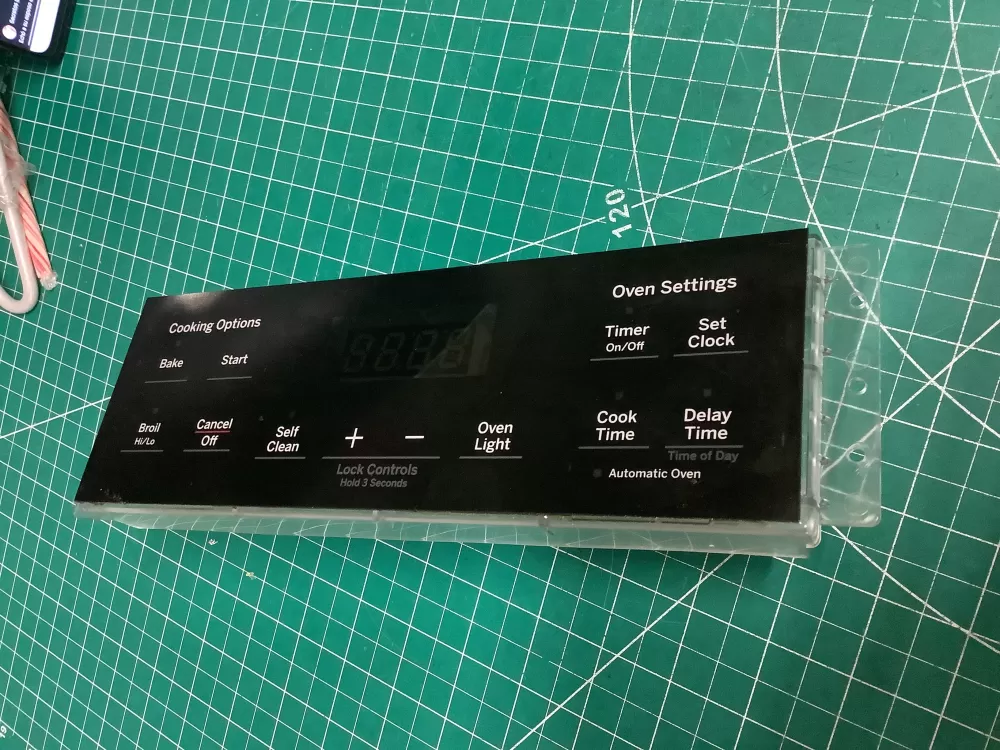 120
Oven Settings
Cooking Options
Timer
On/Off
Set
Clock
Bake
Start
Broil
Hi/Lo
Cancel
Off
Self
Clean
+
−
Lock Controls
Hold 3 Seconds
Oven
Light
Cook
Time
Delay
Time
Time of Day
Automatic Oven